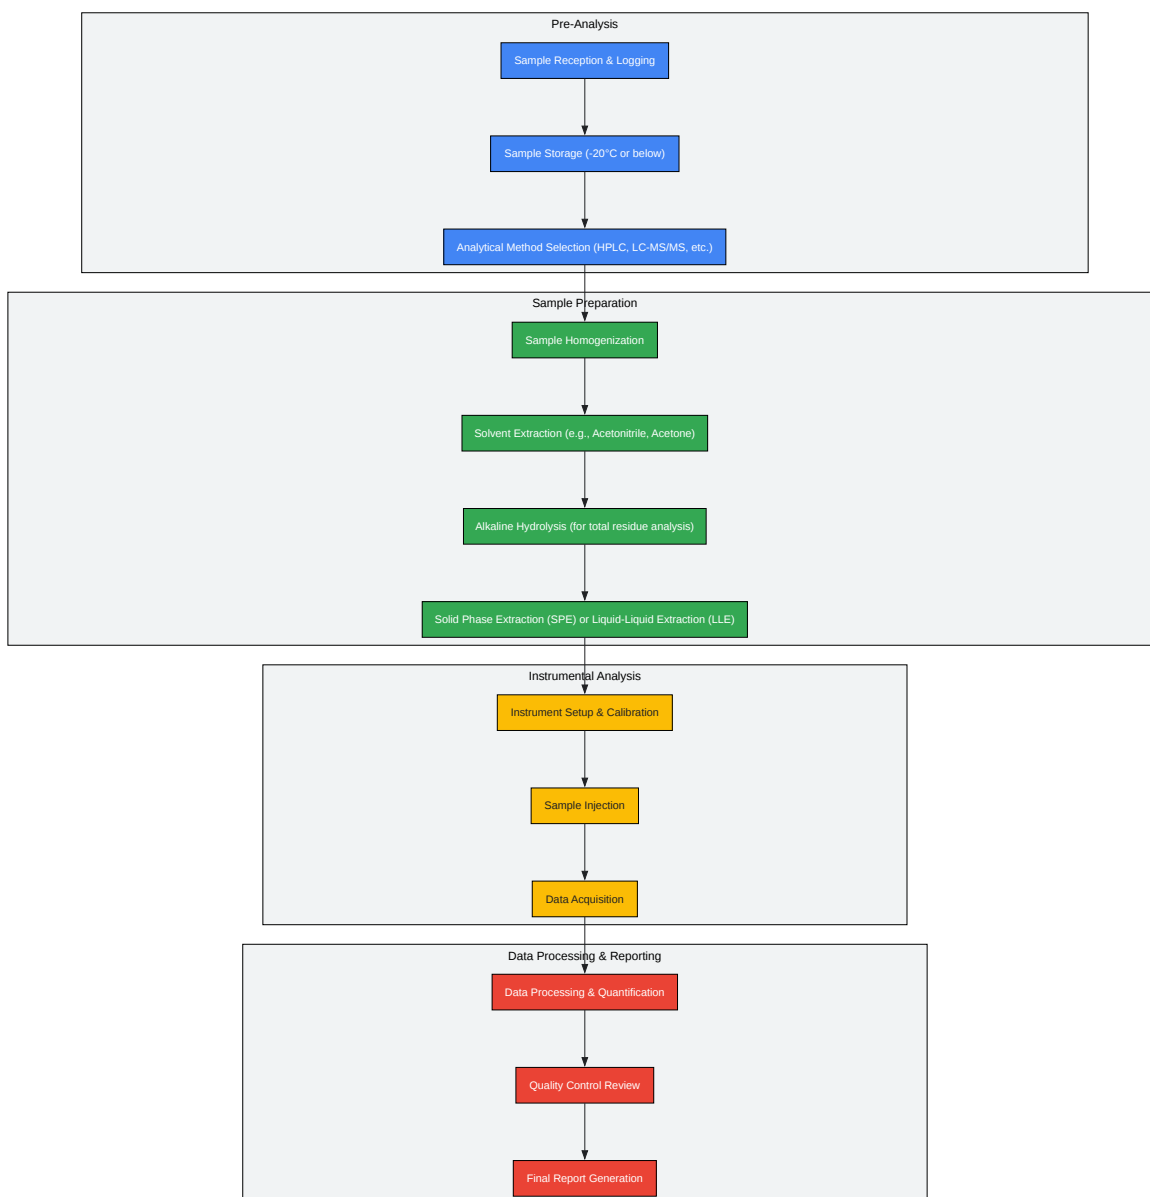 Pre-Analysis
Sample Reception & Logging
Sample Storage (-20°C or below)
Analytical Method Selection (HPLC, LC-MS/MS, etc.)
Sample Preparation
Sample Homogenization
Solvent Extraction (e.g., Acetonitrile, Acetone)
Alkaline Hydrolysis (for total residue analysis)
Solid Phase Extraction (SPE) or Liquid-Liquid Extraction (LLE)
Instrumental Analysis
Instrument Setup & Calibration
Sample Injection
Data Acquisition
Data Processing & Reporting
Data Processing & Quantification
Quality Control Review
Final Report Generation